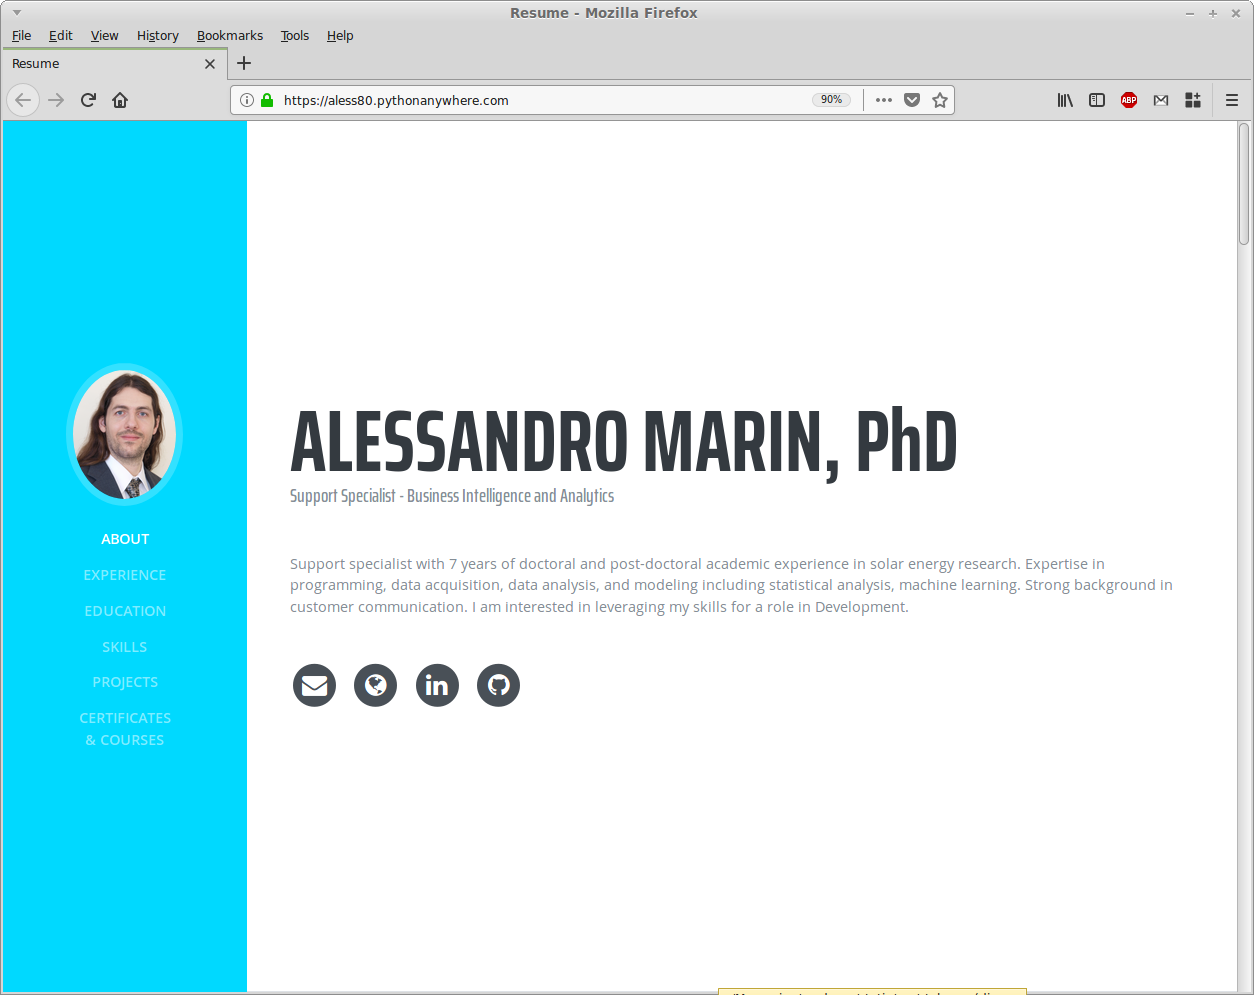 Resume - Mozilla Firefox
File Edit View History Bookmarks Tools Help
Resume
https://aless80.pythonanywhere.com 90% ABP
ALESSANDRO MARIN, PhD
Support Specialist - Business Intelligence and Analytics
ABOUT
EXPERIENCE
EDUCATION
SKILLS
PROJECTS
CERTIFICATES
& COURSES
Support specialist with 7 years of doctoral and post-doctoral academic experience in solar energy research. Expertise in
programming, data acquisition, data analysis, and modeling including statistical analysis, machine learning. Strong background in
customer communication. I am interested in leveraging my skills for a role in Development.
in